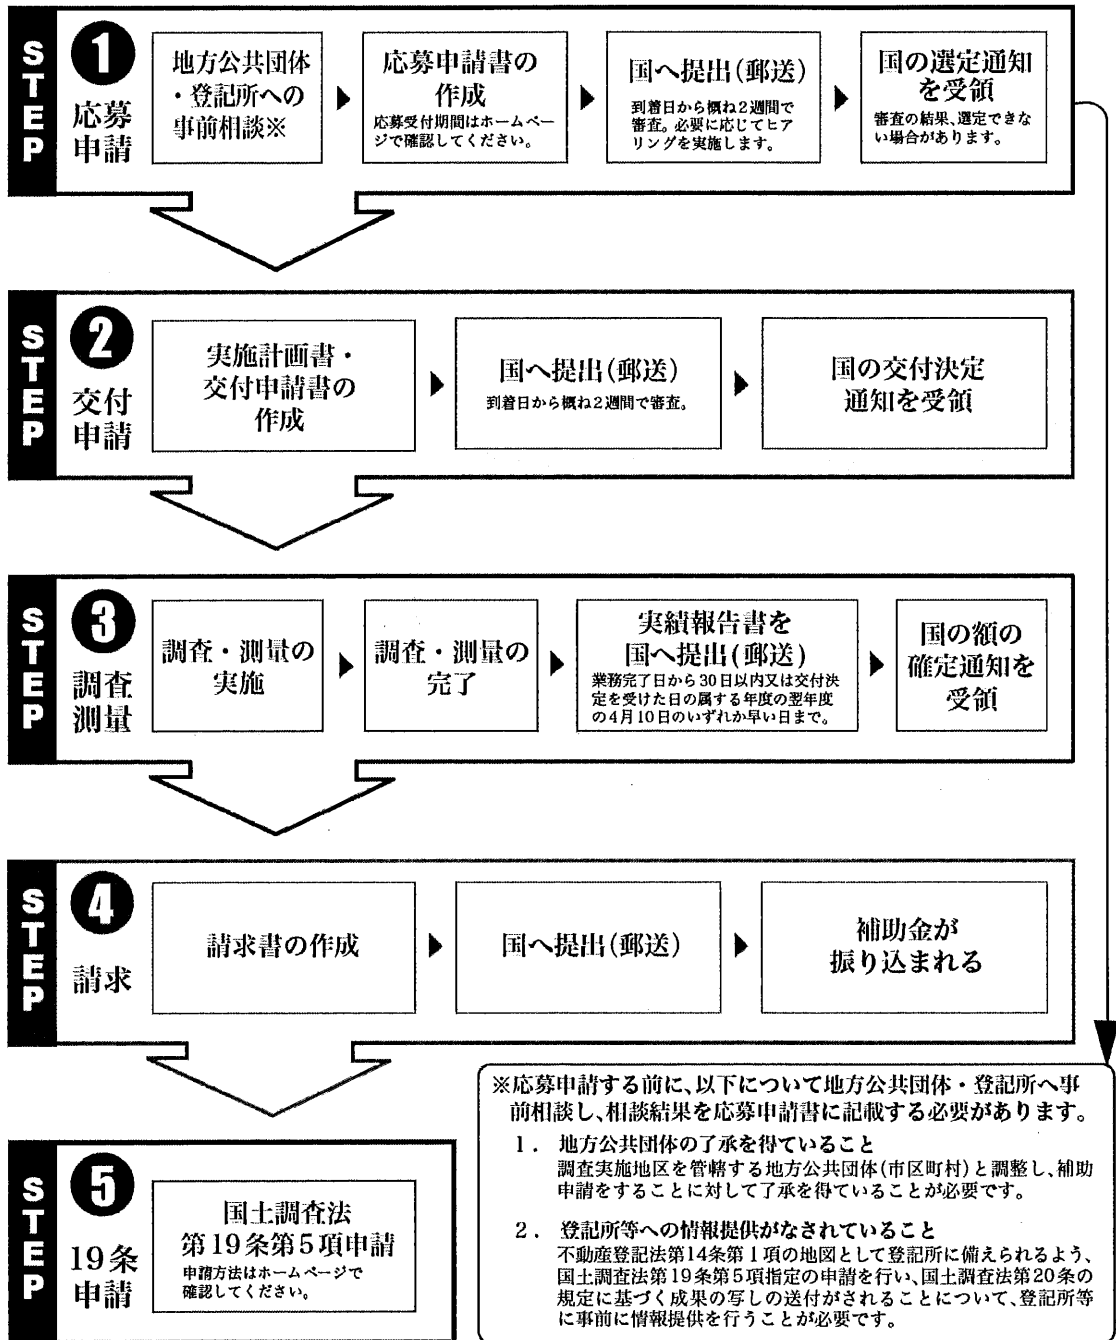 STEP
1
応募
申請
地方公共団体
・登記所への
事前相談※
応募申請書の
作成
応募受付期間はホームペー
ジで確認してください。
国へ提出(郵送)
到着日から概ね2週間で
審査。必要に応じてヒア
リングを実施します。
国の選定通知
を受領
審査の結果、選定できな
い場合があります。
STEP
2
交付
申請
実施計画書・
交付申請書の
作成
国へ提出(郵送)
到着日から概ね2週間で審査。
国の交付決定
通知を受領
STEP
3
調査
測量
調査・測量の
実施
調査・測量の
完了
実績報告書を
国へ提出(郵送)
業務完了日から30日以内又は交付決
定を受けた日の属する年度の翌年度
の4月10日のいずれか早い日まで。
国の額の
確定通知を
受領
STEP
4
請求
請求書の作成
国へ提出(郵送)
補助金が
振り込まれる
STEP
5
19条
申請
国土調査法
第19条第5項申請
申請方法はホームページで
確認してください。
※応募申請する前に、以下について地方公共団体・登記所へ事
前相談し、相談結果を応募申請書に記載する必要があります。
1. 地方公共団体の了承を得ていること
調査実施地区を管轄する地方公共団体(市区町村)と調整し、補助
申請をすることに対して了承を得ていることが必要です。
2. 登記所等への情報提供がなされていること
不動産登記法第14条第1項の地図として登記所に備えられるよう、
国土調査法第19条第5項指定の申請を行い、国土調査法第20条の
規定に基づく成果の写しの送付がされることについて、登記所等
に事前に情報提供を行うことが必要です。